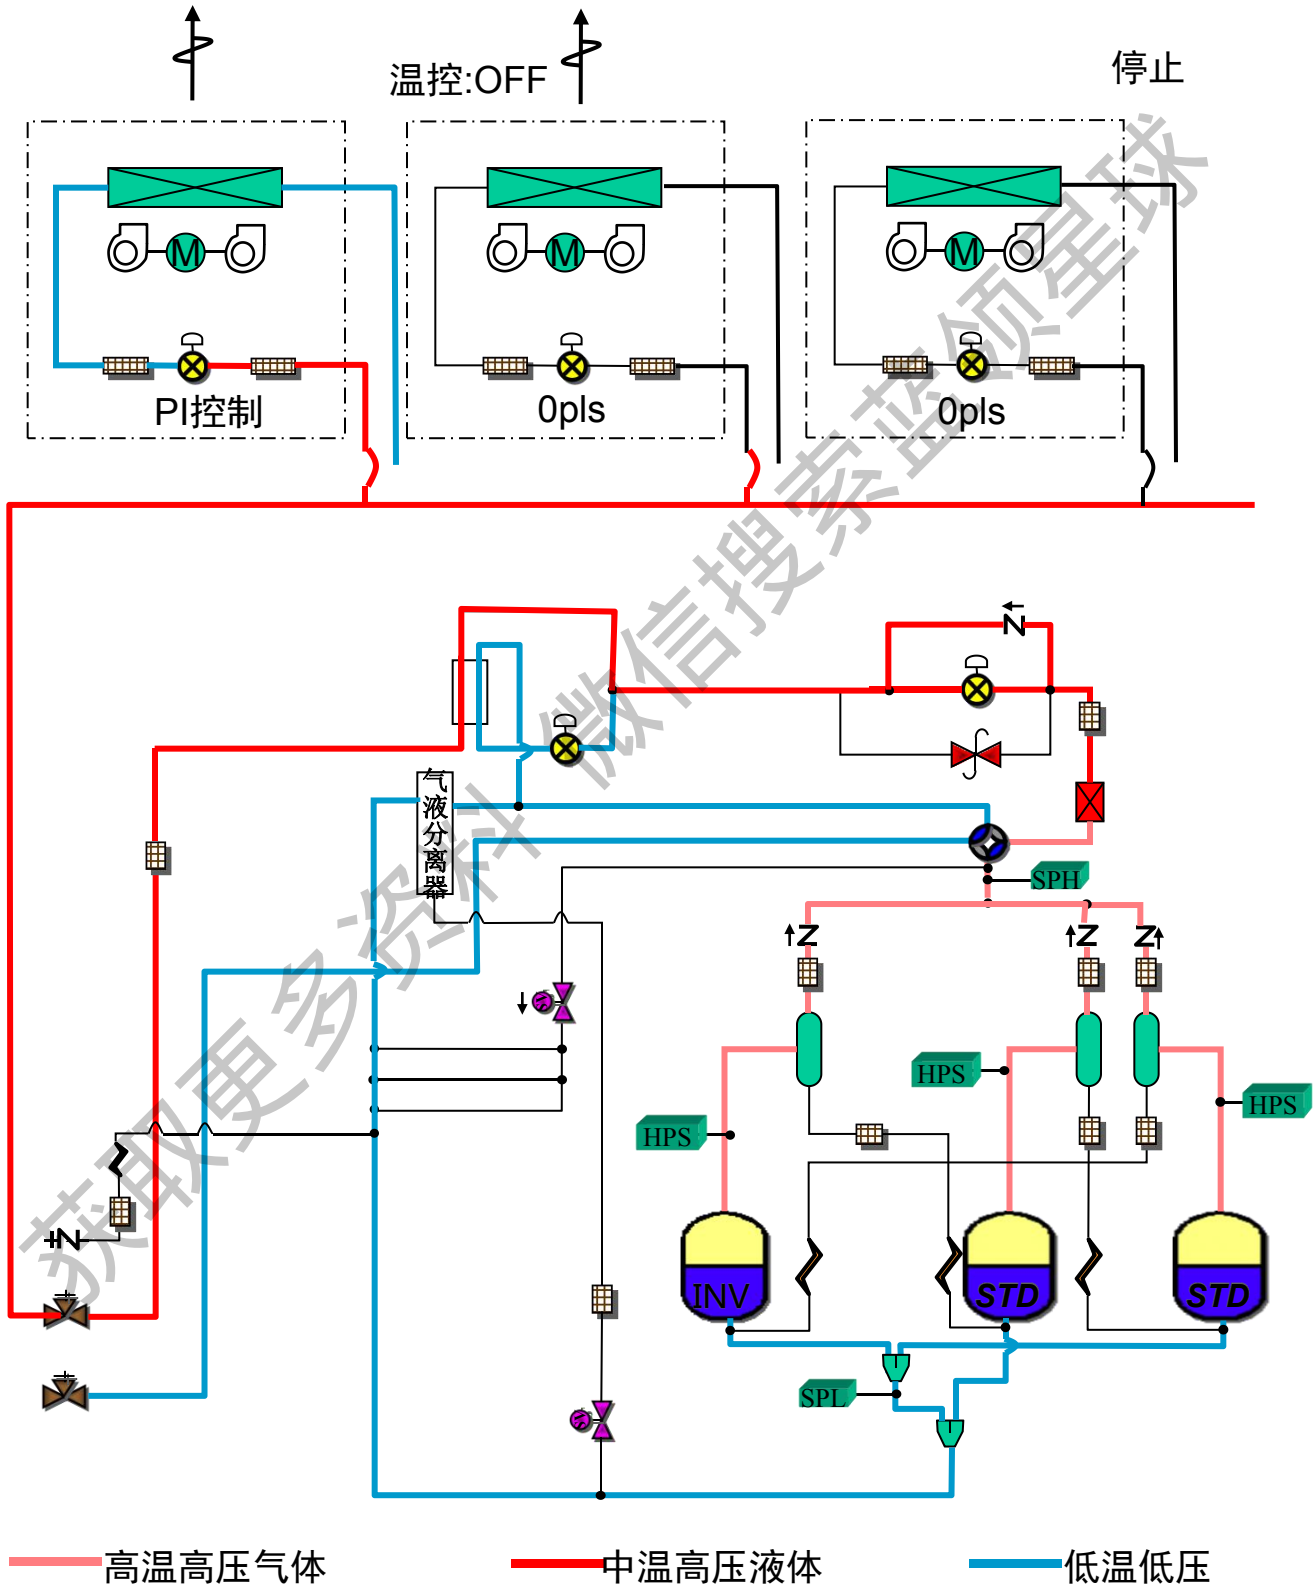 温控:OFF
停止
M
M
M
PI控制
0pls
0pls
气液分离器
SPH
HPS
HPS
HPS
INV
STD
STD
SPL
高温高压气体
中温高压液体
低温低压
获取更多资料 微信搜索蓝领星球